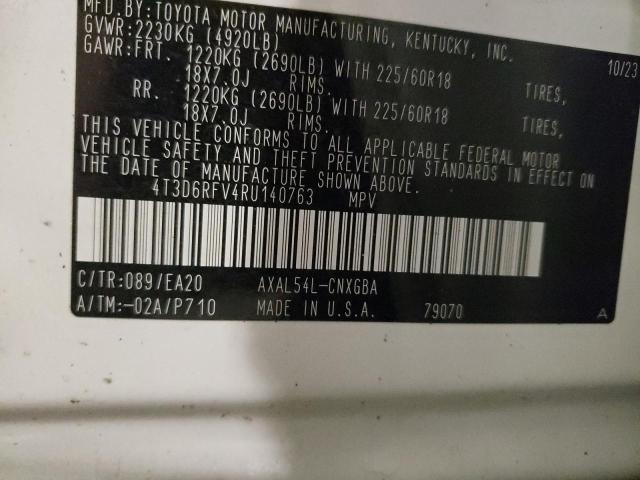 MFD.BY:TOYOTA MOTOR MANUFACTURING, KENTUCKY, INC. 10/23
GVWR:2230KG (4920LB)
GAWR:FRT. 1220KG (2690LB) WITH 225/60R18 TIRES,
18X7.0J RIMS.
RR. 1220KG (2690LB) WITH 225/60R18 TIRES,
18X7.0J RIMS.
THIS VEHICLE CONFORMS TO ALL APPLICABLE FEDERAL MOTOR
VEHICLE SAFETY AND THEFT PREVENTION STANDARDS IN EFFECT ON
THE DATE OF MANUFACTURE SHOWN ABOVE.
4T3D6RFV4RU140763 MPV
C/TR:089/EA20 AXAL54L-CNXGBA
A/TM:-02A/P710 MADE IN U.S.A. 79070 A